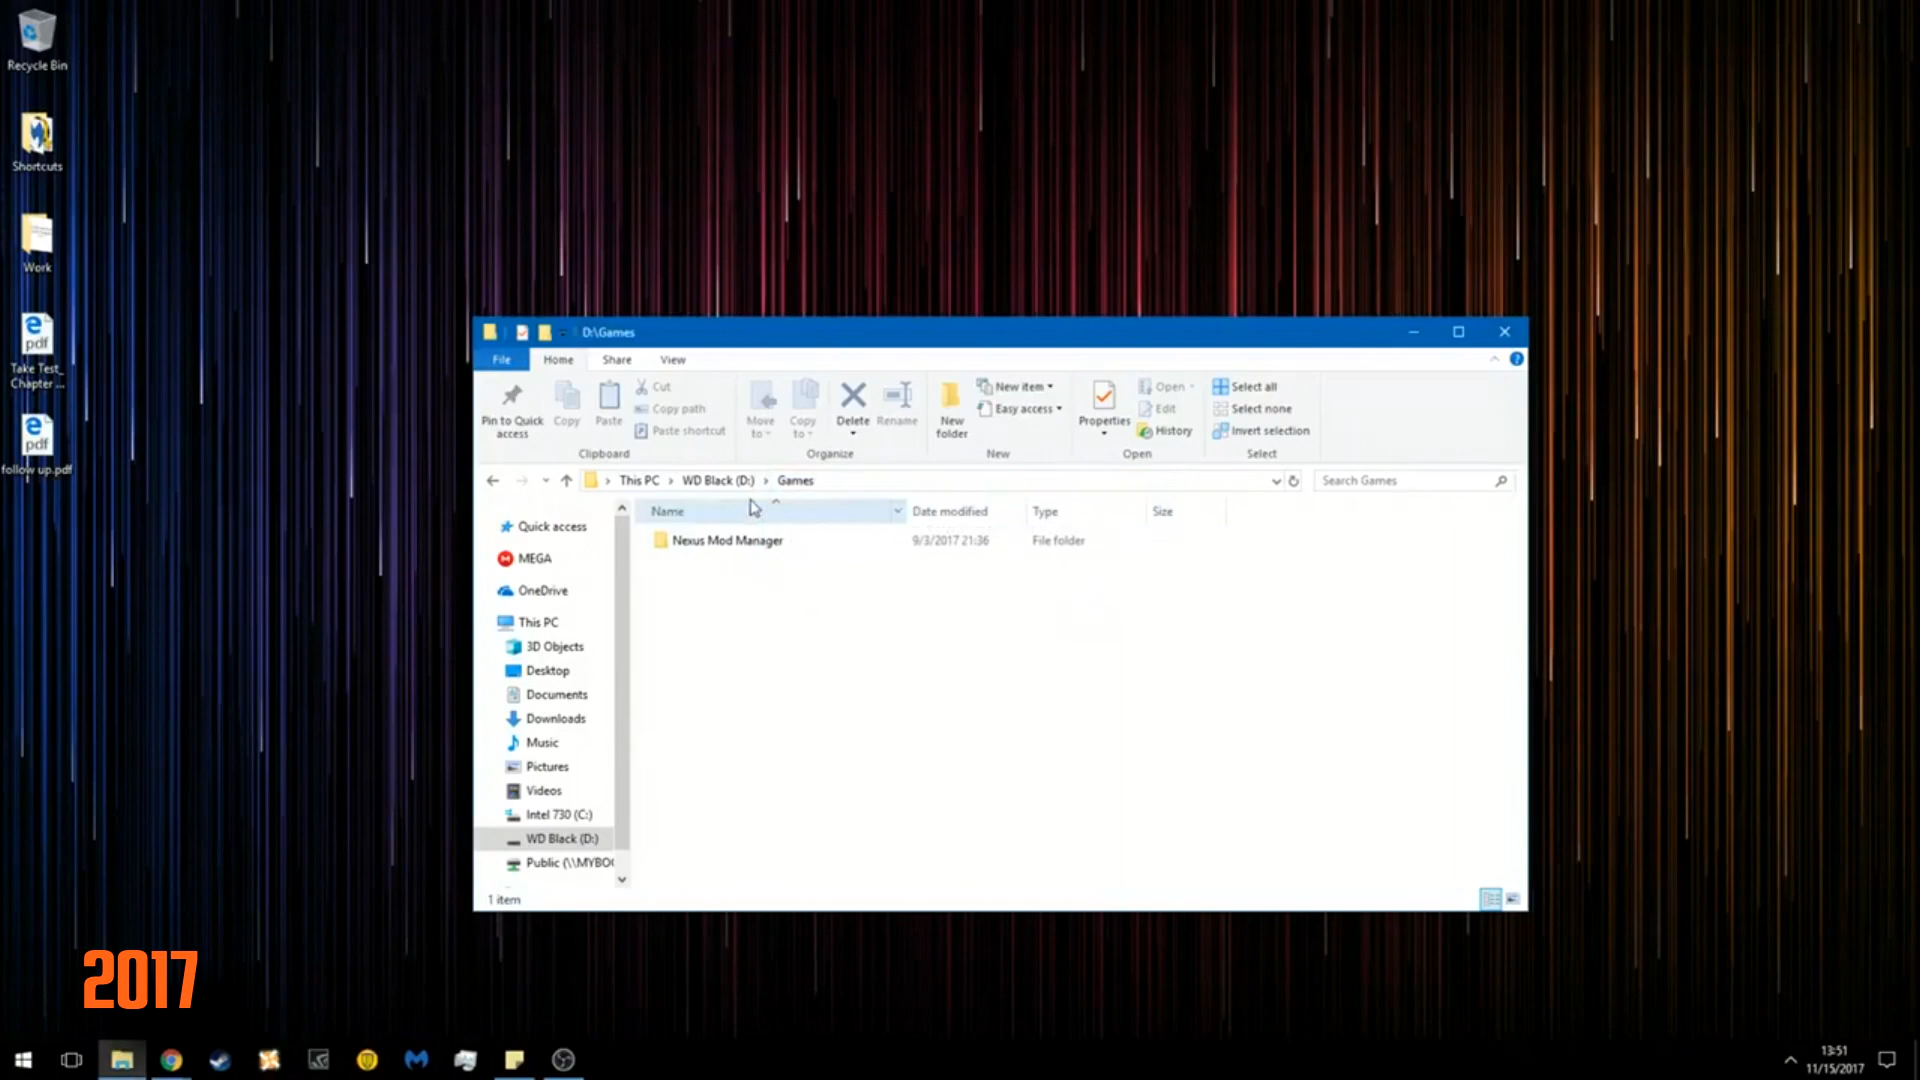 Recycle Bin
Shortcuts
Work
pdf
Take Test_
Chapter ...
pdf
follow up.pdf
D:\Games
File
Home
Share
View
Pin to Quick
access
Copy
Paste
Cut
Copy path
Paste shortcut
Clipboard
Move
to
Copy
to
Delete
Rename
Organize
New
folder
New item
Easy access
New
Properties
Open
Edit
History
Open
Select all
Select none
Invert selection
Select
This PC > WD Black (D:) > Games
Search Games
Name
Date modified
Type
Size
Nexus Mod Manager
9/3/2017 21:36
File folder
Quick access
MEGA
OneDrive
This PC
3D Objects
Desktop
Documents
Downloads
Music
Pictures
Videos
Intel 730 (C:)
WD Black (D:)
Public (\\MYBOO
1 item
2017
13:51
11/15/2017